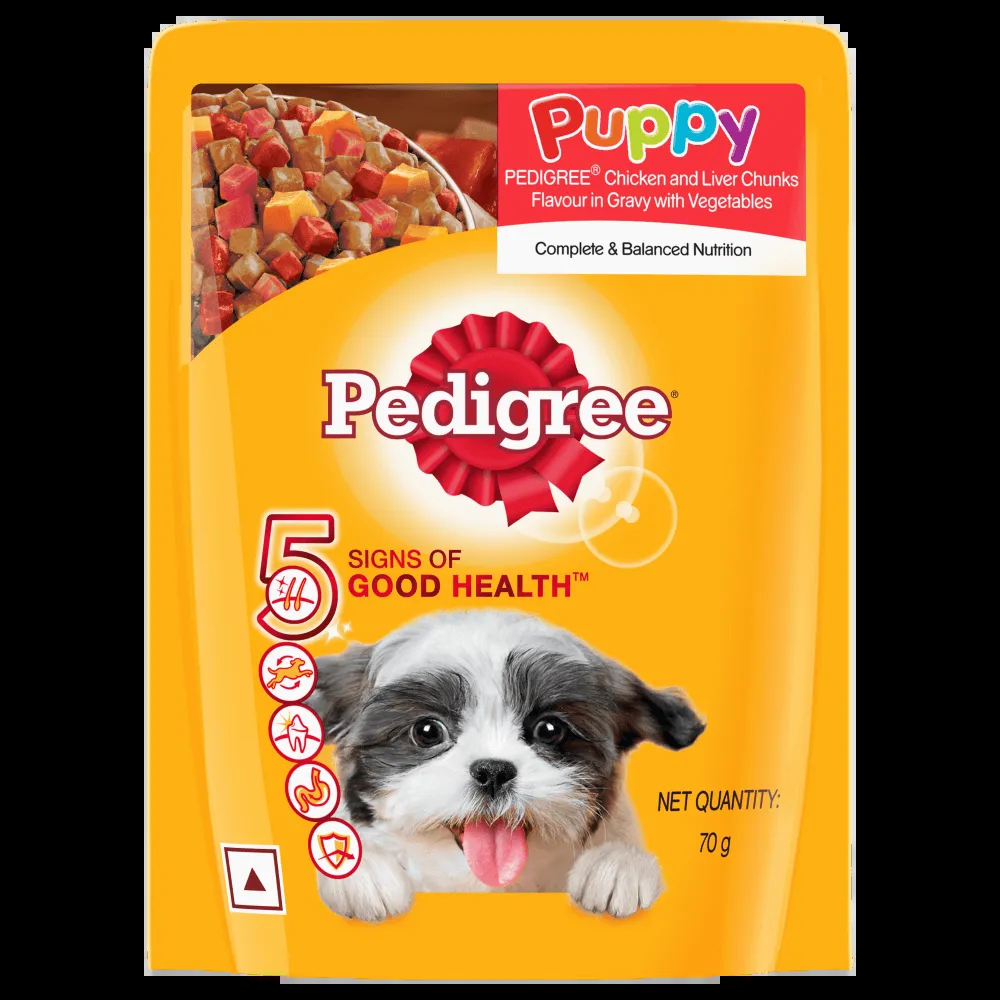 Puppy
PEDIGREE® Chicken and Liver Chunks
Flavour in Gravy with Vegetables
Complete & Balanced Nutrition
Pedigree®
5 SIGNS OF
GOOD HEALTH™
NET QUANTITY:
70 g